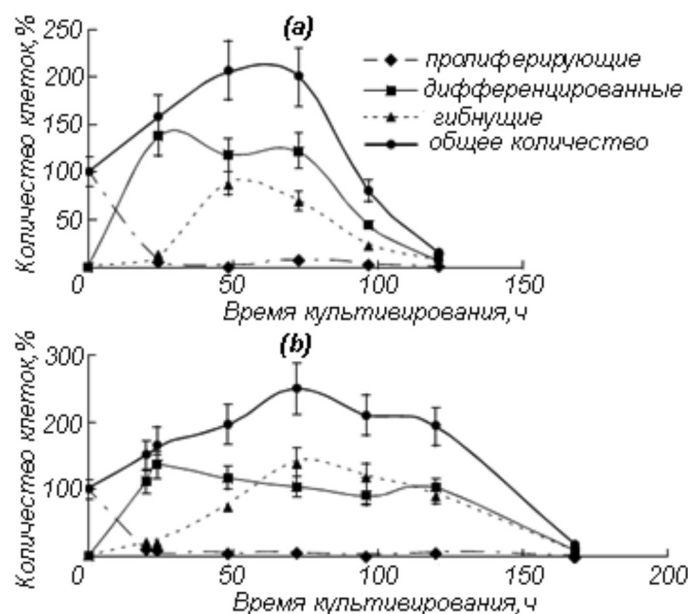 (a)
Количество клеток,%
250
200
150
100
50
0
50
100
150
Время культивирования,ч
пролиферирующие
дифференцированные
гибнущие
общее количество
(b)
Количество клеток,%
300
200
100
0
50
100
150
200
Время культивирования,ч